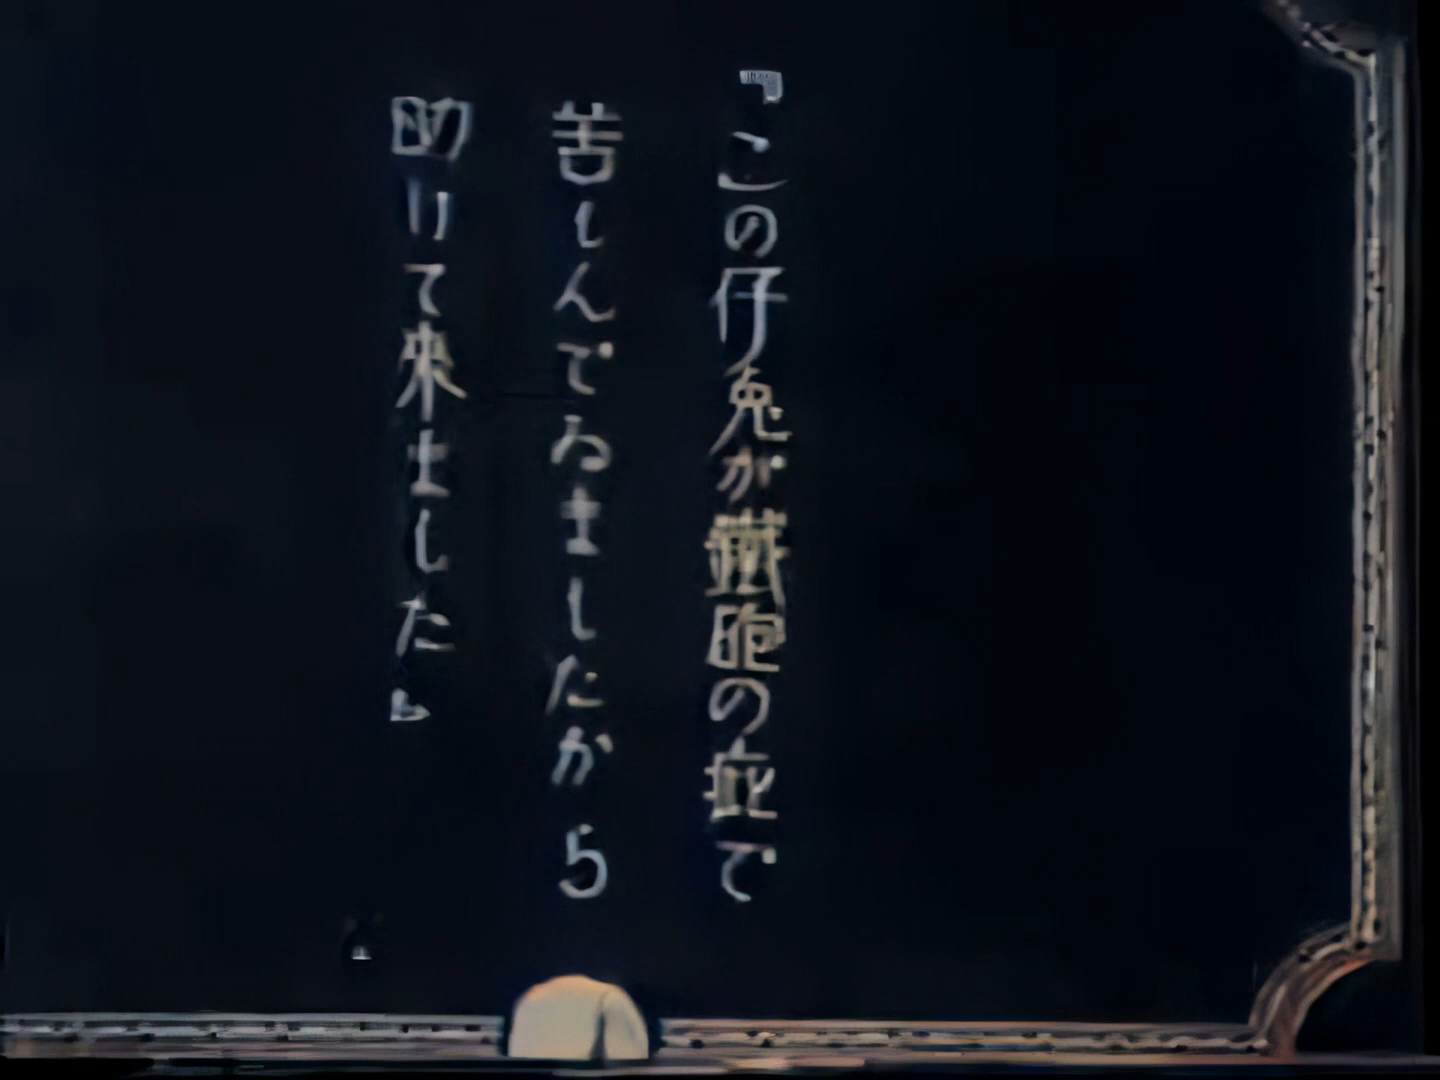 『この仔兎が鐵砲の疵で
苦しんでゐましたから
助けて来ました』